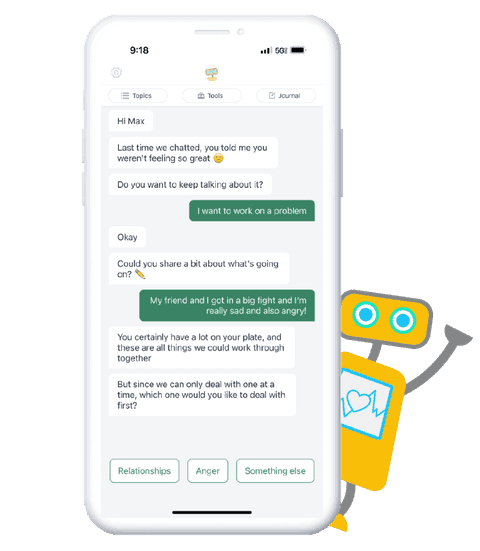 9:18
5G
Topics
Tools
Journal
Hi Max
Last time we chatted, you told me you
weren't feeling so great 😕
Do you want to keep talking about it?
I want to work on a problem
Okay
Could you share a bit about what's going
on? ✏️
My friend and I got in a big fight and I'm
really sad and also angry!
You certainly have a lot on your plate, and
these are all things we could work through
together
But since we can only deal with one at a
time, which one would you like to deal with
first?
Relationships
Anger
Something else